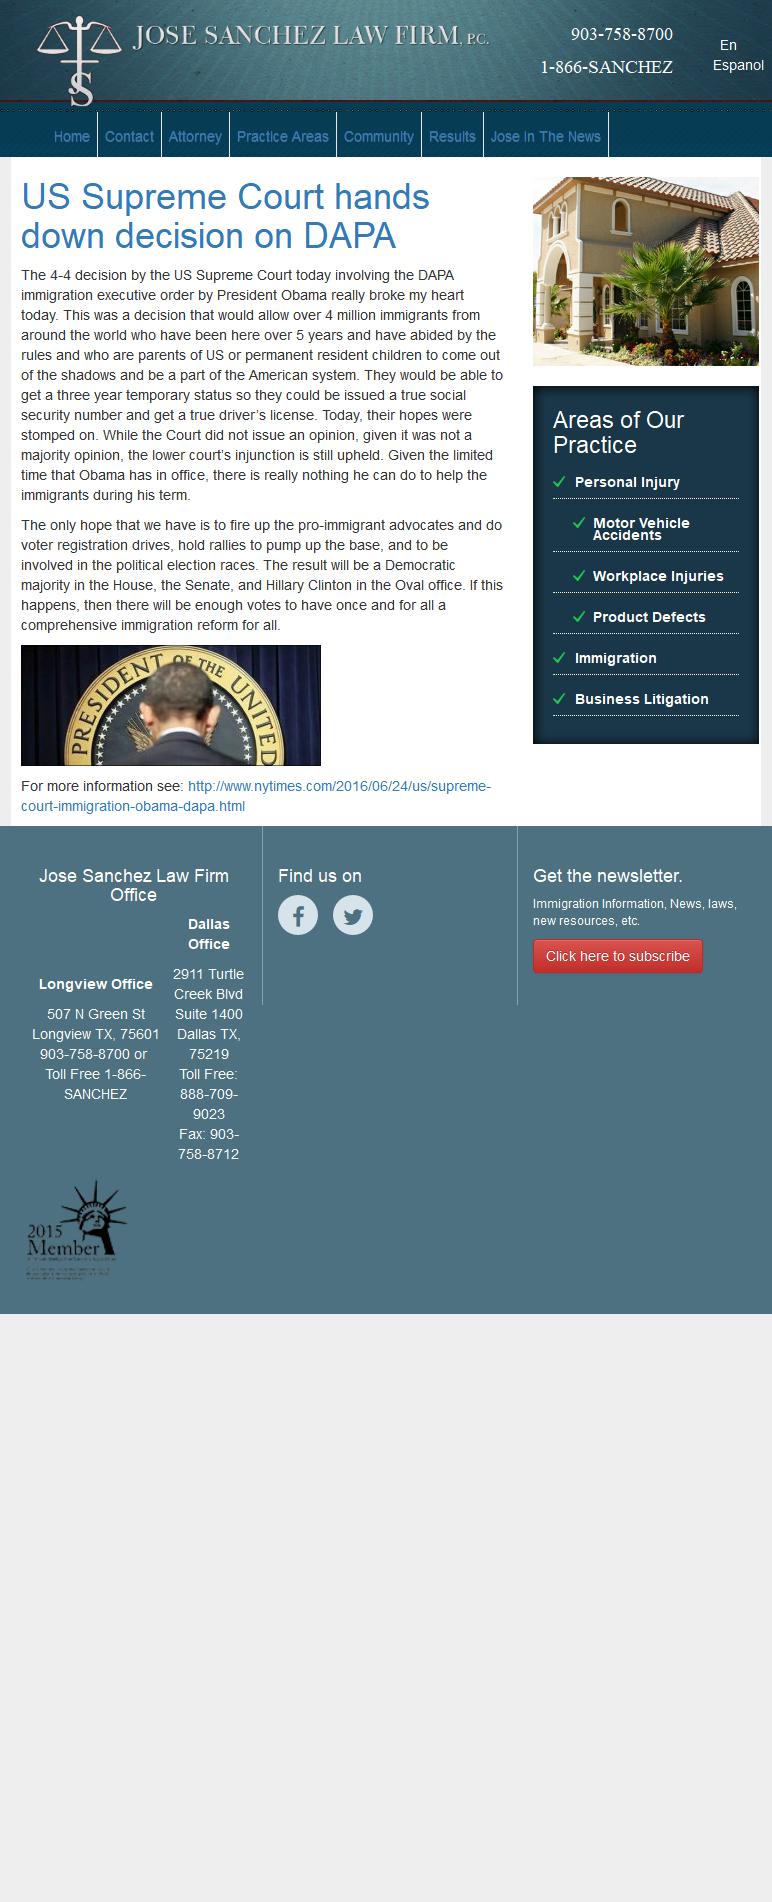 JOSE SANCHEZ LAW FIRM, P.C.
903-758-8700
1-866-SANCHEZ
En
Espanol
JS
Home
Contact
Attorney
Practice Areas
Community
Results
Jose In The News
US Supreme Court hands
down decision on DAPA
The 4-4 decision by the US Supreme Court today involving the DAPA
immigration executive order by President Obama really broke my heart
today. This was a decision that would allow over 4 million immigrants from
around the world who have been here over 5 years and have abided by the
rules and who are parents of US or permanent resident children to come out
of the shadows and be a part of the American system. They would be able to
get a three year temporary status so they could be issued a true social
security number and get a true driver’s license. Today, their hopes were
stomped on. While the Court did not issue an opinion, given it was not a
majority opinion, the lower court’s injunction is still upheld. Given the limited
time that Obama has in office, there is really nothing he can do to help the
immigrants during his term.
The only hope that we have is to fire up the pro-immigrant advocates and do
voter registration drives, hold rallies to pump up the base, and to be
involved in the political election races. The result will be a Democratic
majority in the House, the Senate, and Hillary Clinton in the Oval office. If this
happens, then there will be enough votes to have once and for all a
comprehensive immigration reform for all.
PRESIDENT OF THE UNITED
For more information see: http://www.nytimes.com/2016/06/24/us/supreme-
court-immigration-obama-dapa.html
Areas of Our
Practice
Personal Injury
Motor Vehicle
Accidents
Workplace Injuries
Product Defects
Immigration
Business Litigation
Jose Sanchez Law Firm
Office
Longview Office
507 N Green St
Longview TX, 75601
903-758-8700 or
Toll Free 1-866-
SANCHEZ
Dallas
Office
2911 Turtle
Creek Blvd
Suite 1400
Dallas TX,
75219
Toll Free:
888-709-
9023
Fax: 903-
758-8712
2015
Member
Find us on
Get the newsletter.
Immigration Information, News, laws,
new resources, etc.
Click here to subscribe